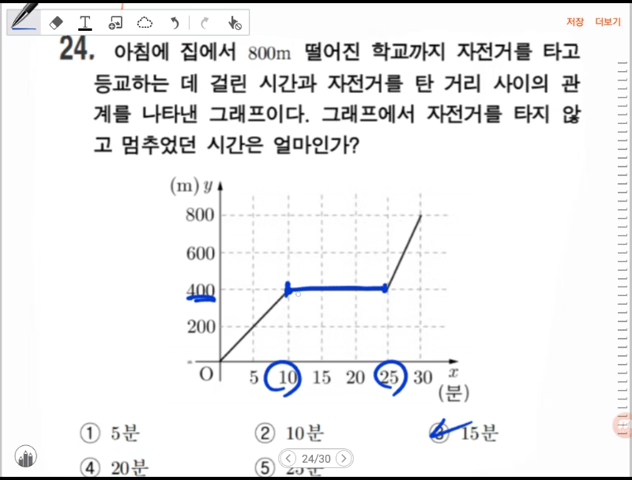 저장 더보기
24. 아침에 집에서 800m 떨어진 학교까지 자전거를 타고
등교하는 데 걸린 시간과 자전거를 탄 거리 사이의 관
계를 나타낸 그래프이다. 그래프에서 자전거를 타지 않
고 멈추었던 시간은 얼마인가?
(m) y
800
600
400
200
O 5 10 15 20 25 30 x
(분)
① 5분 ② 10분 ③ 15분
④ 20분 ⑤ 25분
24/30